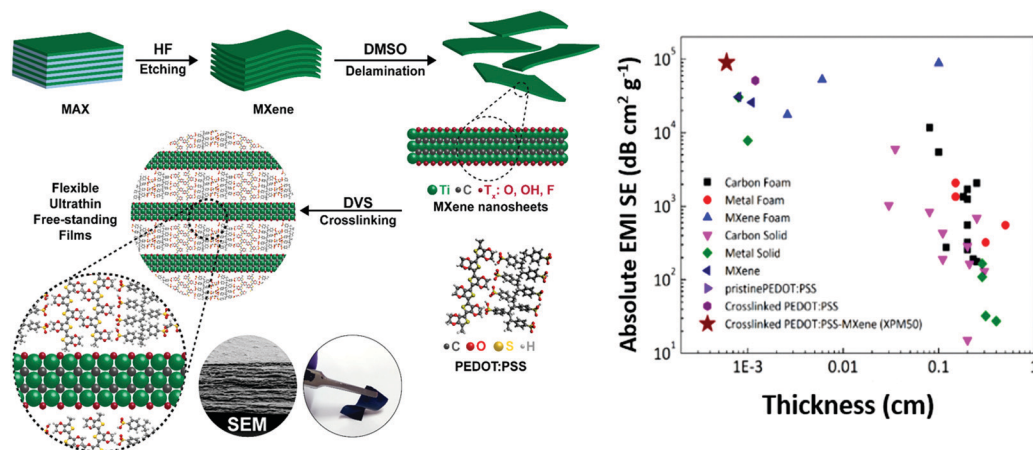 HF
Etching
DMSO
Delamination
MAX
MXene
Ti C Tx: O, OH, F
MXene nanosheets
DVS
Crosslinking
Flexible
Ultrathin
Free-standing
Films
C O S H
PEDOT:PSS
SEM
Absolute EMI SE (dB cm² g⁻¹)
10⁵
10⁴
10³
10²
10¹
Carbon Foam
Metal Foam
MXene Foam
Carbon Solid
Metal Solid
MXene
pristinePEDOT:PSS
Crosslinked PEDOT:PSS
Crosslinked PEDOT:PSS-MXene (XPM50)
1E-3 0.01 0.1 1
Thickness (cm)